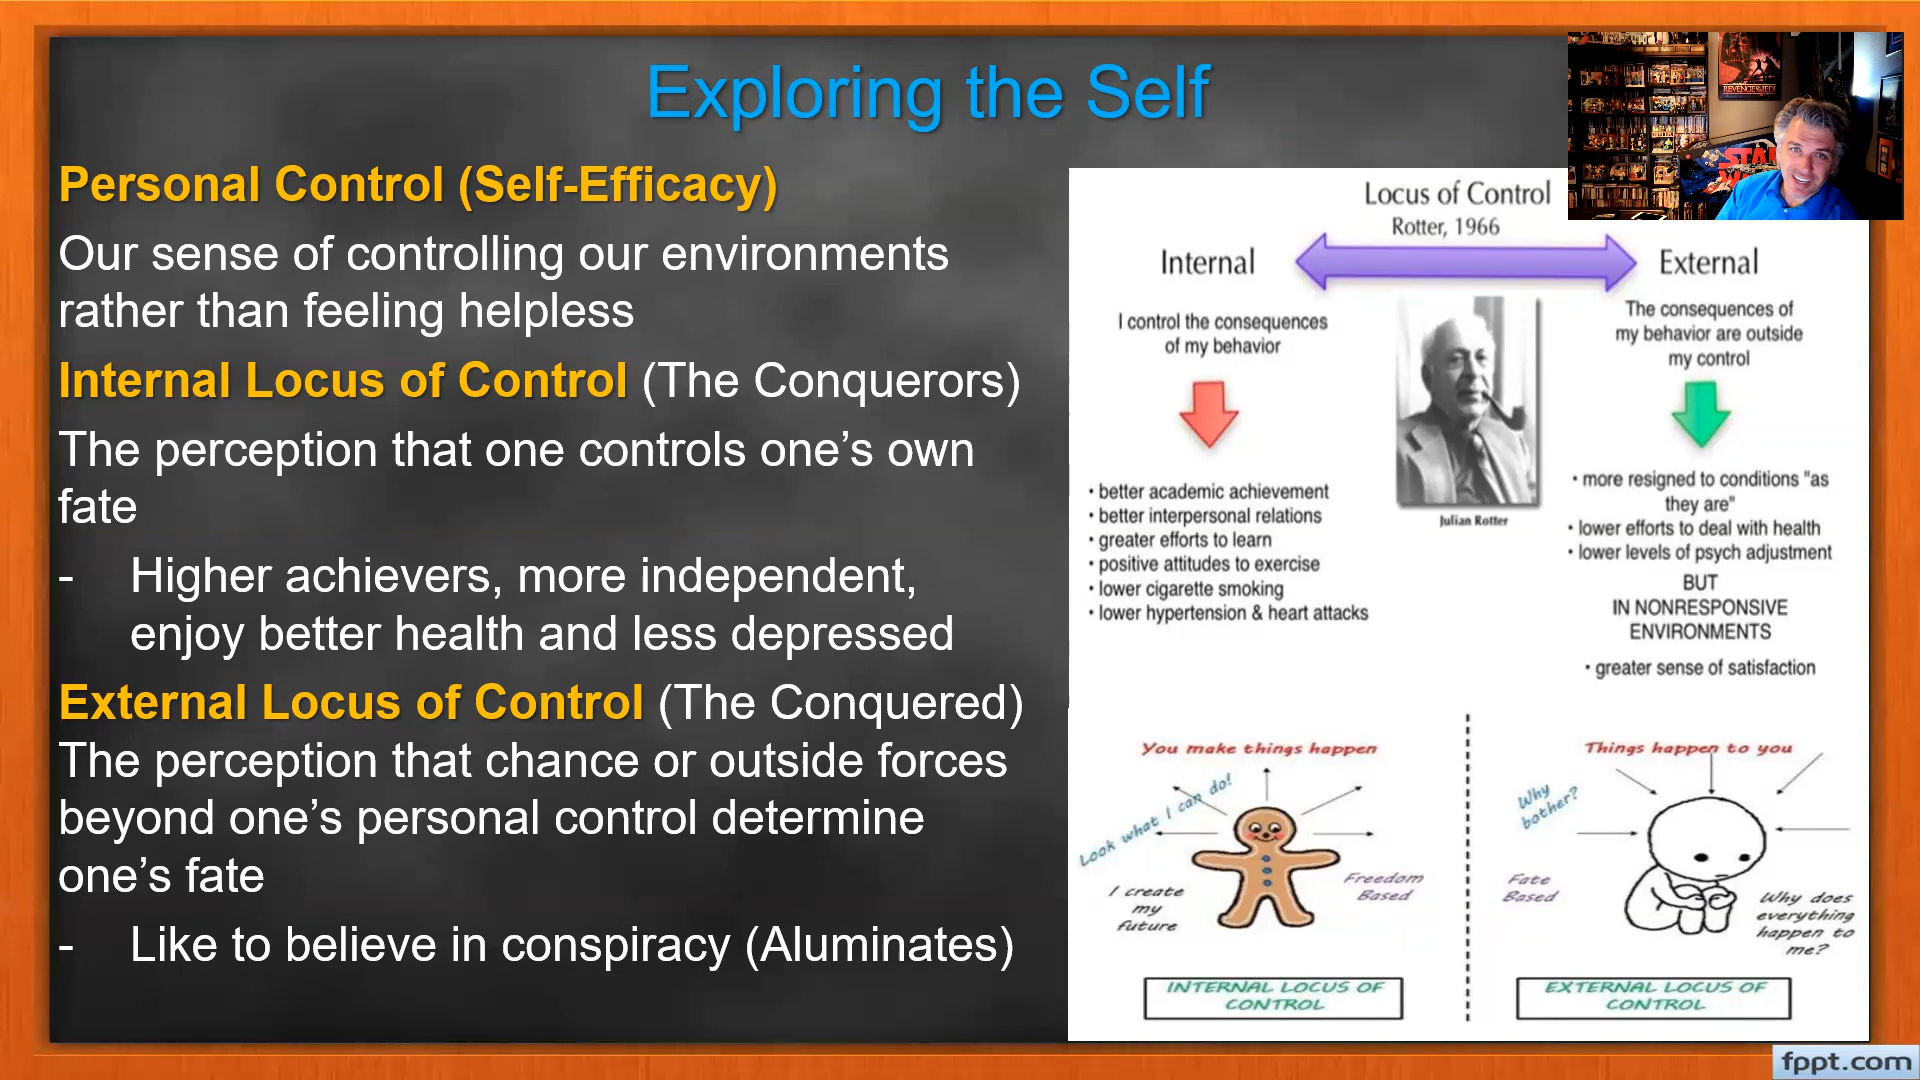 Exploring the Self
Personal Control (Self-Efficacy)
Our sense of controlling our environments
rather than feeling helpless
Internal Locus of Control (The Conquerors)
The perception that one controls one’s own
fate
- Higher achievers, more independent,
enjoy better health and less depressed
External Locus of Control (The Conquered)
The perception that chance or outside forces
beyond one’s personal control determine
one’s fate
- Like to believe in conspiracy (Aluminates)
REVENGE OF THE JEDI
STAR
Locus of Control
Rotter, 1966
Internal
External
I control the consequences
of my behavior
The consequences of
my behavior are outside
my control
Julian Rotter
• better academic achievement
• better interpersonal relations
• greater efforts to learn
• positive attitudes to exercise
• lower cigarette smoking
• lower hypertension & heart attacks
• more resigned to conditions "as
they are"
• lower efforts to deal with health
• lower levels of psych adjustment
BUT
IN NONRESPONSIVE
ENVIRONMENTS
• greater sense of satisfaction
You make things happen
Look what I can do!
I create
my
future
Freedom
Based
INTERNAL LOCUS OF
CONTROL
Things happen to you
Why
bother?
Fate
Based
Why does
everything
happen to
me?
EXTERNAL LOCUS OF
CONTROL
fppt.com